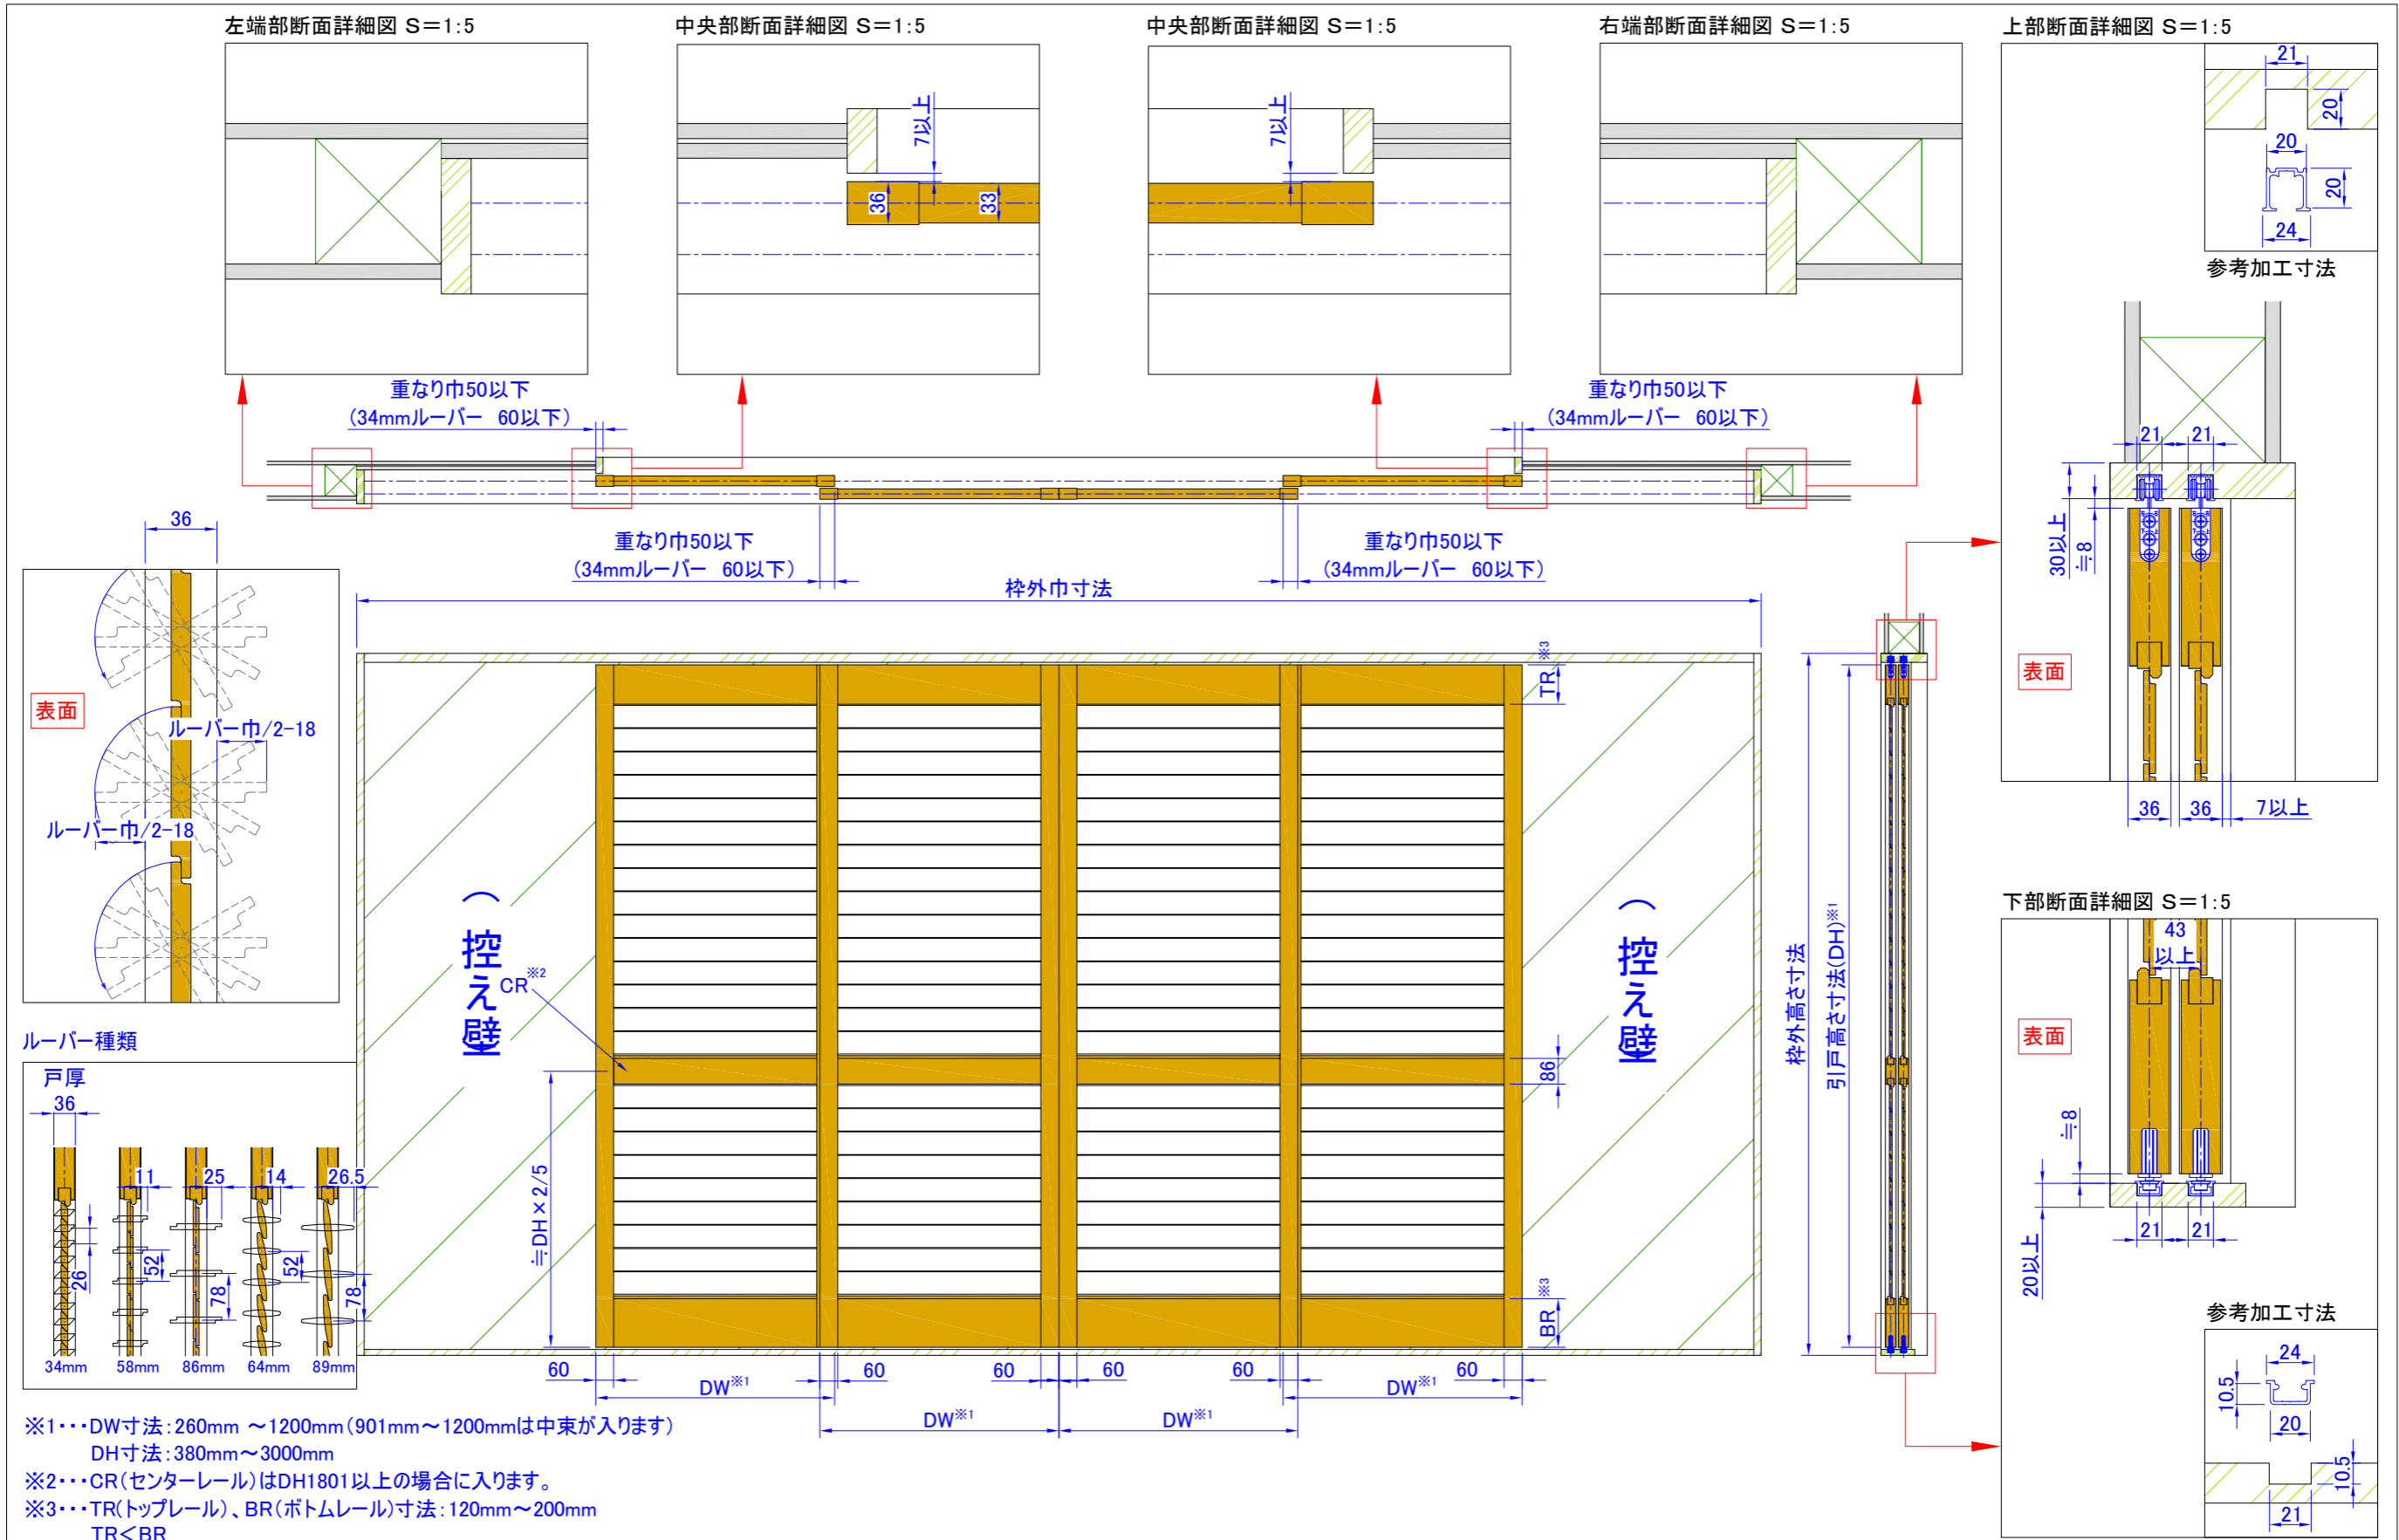 左端部断面詳細図 S＝1:5
中央部断面詳細図 S＝1:5
中央部断面詳細図 S＝1:5
右端部断面詳細図 S＝1:5
上部断面詳細図 S＝1:5
7以上
36
33
7以上
21
20
20
20
24
参考加工寸法
重なり巾50以下
(34mmルーバー 60以下)
重なり巾50以下
(34mmルーバー 60以下)
重なり巾50以下
(34mmルーバー 60以下)
重なり巾50以下
(34mmルーバー 60以下)
枠外巾寸法
21
21
30以上
≒8
表面
36
36
7以上
36
表面
ルーバー巾/2-18
ルーバー巾/2-18
ルーバー種類
戸厚
36
11
25
14
26.5
26
52
78
52
78
34mm
58mm
86mm
64mm
89mm
(控え壁
CR※2
(控え壁
TR※3
86
≒DH×2/5
BR※3
枠外高さ寸法
引戸高さ寸法(DH)※1
60
60
60
60
60
60
DW※1
DW※1
DW※1
DW※1
下部断面詳細図 S＝1:5
43
以上
表面
≒8
20以上
21
21
参考加工寸法
24
10.5
20
10.5
21
※1・・・DW寸法：260mm ～1200mm(901mm～1200mmは中束が入ります)
DH寸法：380mm～3000mm
※2・・・CR(センターレール)はDH1801以上の場合に入ります。
※3・・・TR(トップレール)、BR(ボトムレール)寸法：120mm～200mm
TR＜BR